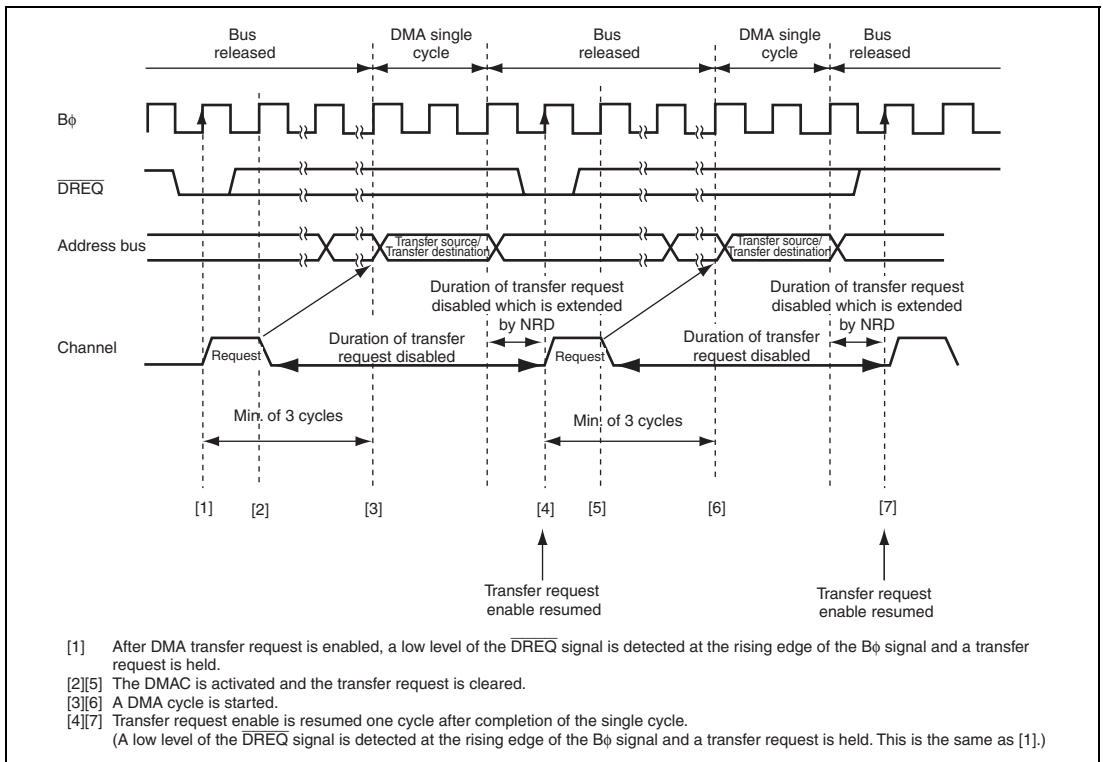 Bus released
DMA single cycle
Bus released
DMA single cycle
Bus released
Bφ
DREQ
Address bus
Transfer source/ Transfer destination
Transfer source/ Transfer destination
Duration of transfer request disabled which is extended by NRD
Duration of transfer request disabled which is extended by NRD
Channel
Request
Duration of transfer request disabled
Request
Duration of transfer request disabled
Min. of 3 cycles
Min. of 3 cycles
[1]
[2]
[3]
[4]
[5]
[6]
[7]
Transfer request enable resumed
Transfer request enable resumed
[1] After DMA transfer request is enabled, a low level of the DREQ signal is detected at the rising edge of the Bφ signal and a transfer
request is held.
[2][5] The DMAC is activated and the transfer request is cleared.
[3][6] A DMA cycle is started.
[4][7] Transfer request enable is resumed one cycle after completion of the single cycle.
(A low level of the DREQ signal is detected at the rising edge of the Bφ signal and a transfer request is held. This is the same as [1].)